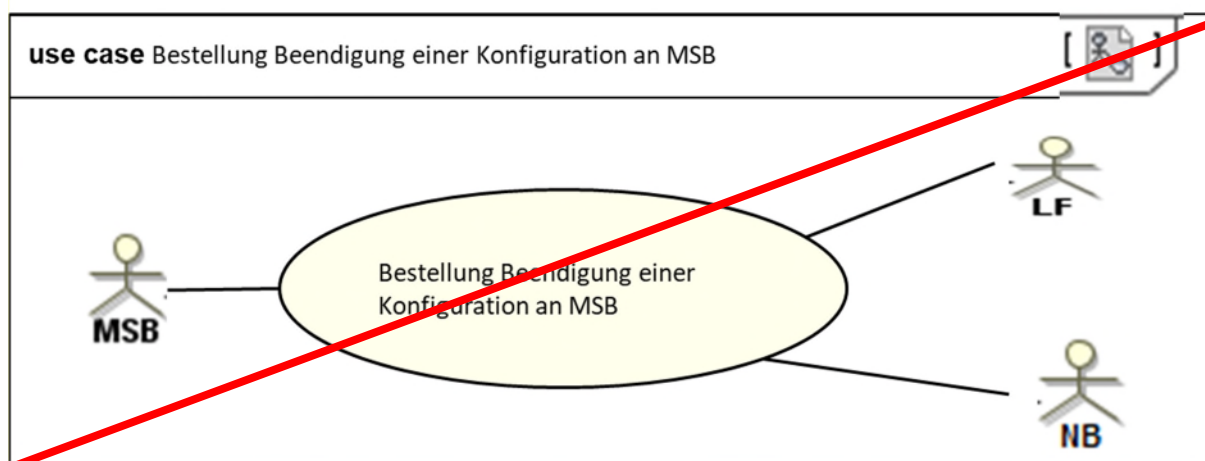 use case Bestellung Beendigung einer Konfiguration an MSB
[ ]
LF
Bestellung Beendigung einer
Konfiguration an MSB
MSB
NB